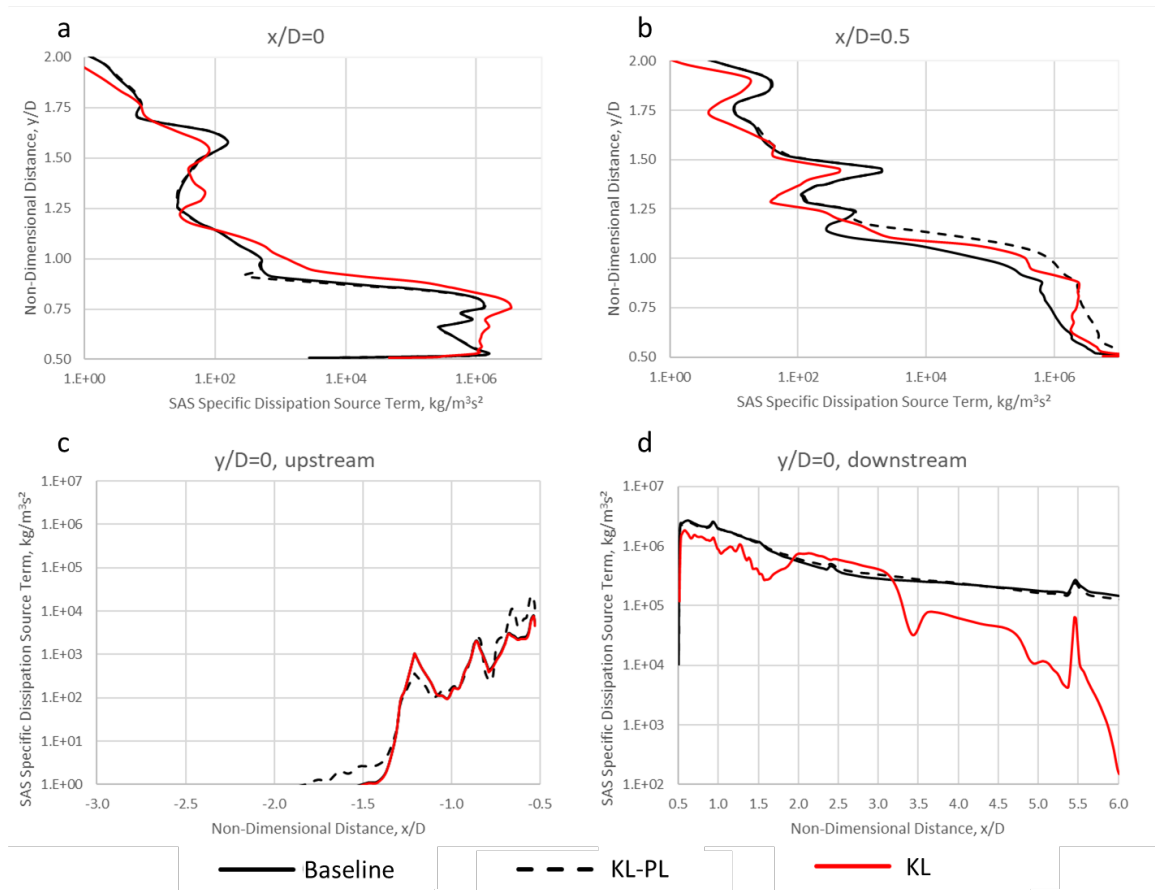 a
x/D=0
Non-Dimensional Distance, y/D
2.00
1.75
1.50
1.25
1.00
0.75
0.50
1.E+00
1.E+02
1.E+04
1.E+06
SAS Specific Dissipation Source Term, kg/m³s²
b
x/D=0.5
Non-Dimensional Distance, y/D
2.00
1.75
1.50
1.25
1.00
0.75
0.50
1.E+00
1.E+02
1.E+04
1.E+06
SAS Specific Dissipation Source Term, kg/m³s²
c
y/D=0, upstream
SAS Specific Dissipation Source Term, kg/m³s²
1.E+07
1.E+06
1.E+05
1.E+04
1.E+03
1.E+02
1.E+01
1.E+00
-3.0
-2.5
-2.0
-1.5
-1.0
-0.5
Non-Dimensional Distance, x/D
d
y/D=0, downstream
SAS Specific Dissipation Source Term, kg/m³s²
1.E+07
1.E+06
1.E+05
1.E+04
1.E+03
1.E+02
0.5
1.0
1.5
2.0
2.5
3.0
3.5
4.0
4.5
5.0
5.5
6.0
Non-Dimensional Distance, x/D
Baseline
KL-PL
KL